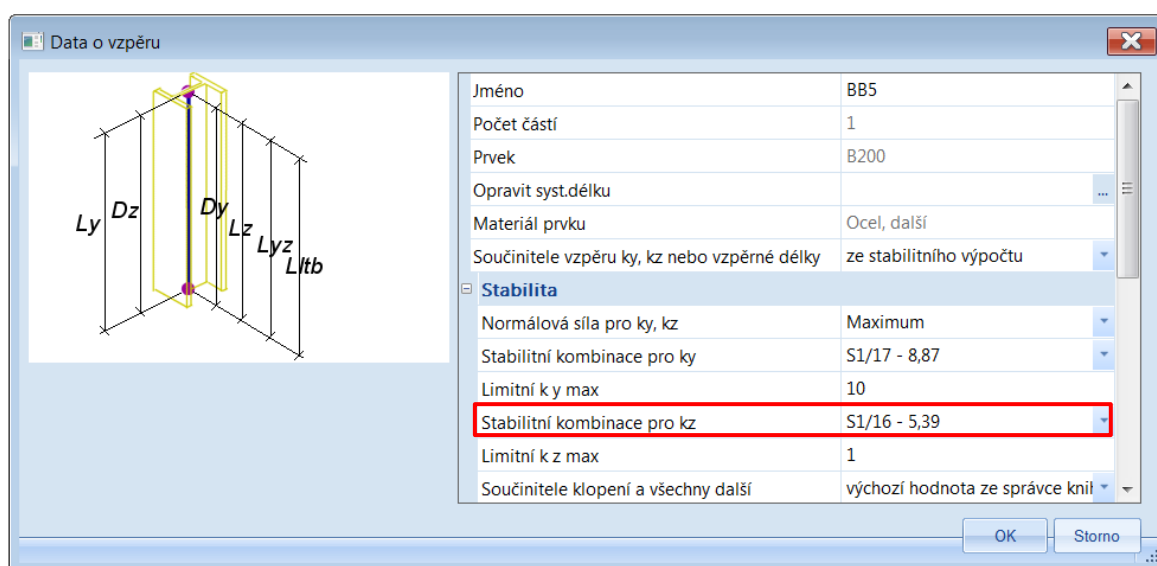 Data o vzpěru
Ly
Dz
Dy
Lz
Lyz
Lltb
Jméno BB5
Počet částí 1
Prvek B200
Opravit syst.délku ...
Materiál prvku Ocel, další
Součinitele vzpěru ky, kz nebo vzpěrné délky ze stabilitního výpočtu
Stabilita
Normálová síla pro ky, kz Maximum
Stabilitní kombinace pro ky S1/17 - 8,87
Limitní k y max 10
Stabilitní kombinace pro kz S1/16 - 5,39
Limitní k z max 1
Součinitele klopení a všechny další výchozí hodnota ze správce
OK Storno